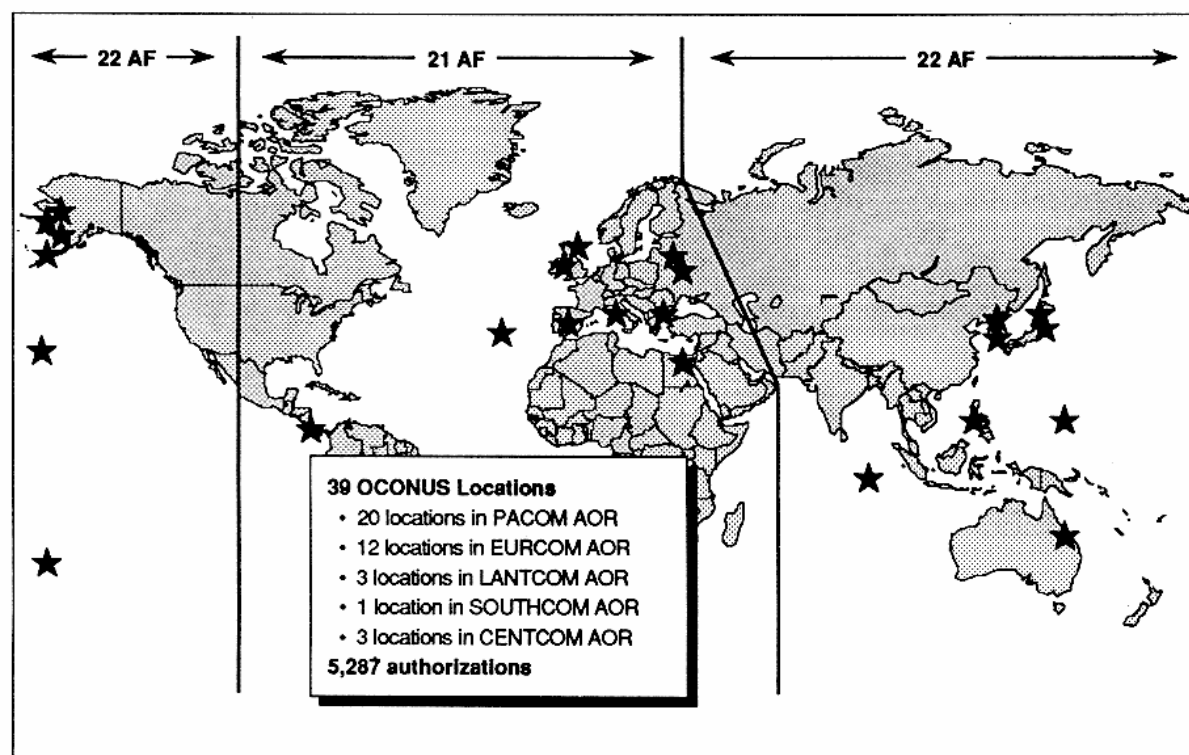 22 AF 21 AF 22 AF
39 OCONUS Locations
• 20 locations in PACOM AOR
• 12 locations in EURCOM AOR
• 3 locations in LANTCOM AOR
• 1 location in SOUTHCOM AOR
• 3 locations in CENTCOM AOR
5,287 authorizations